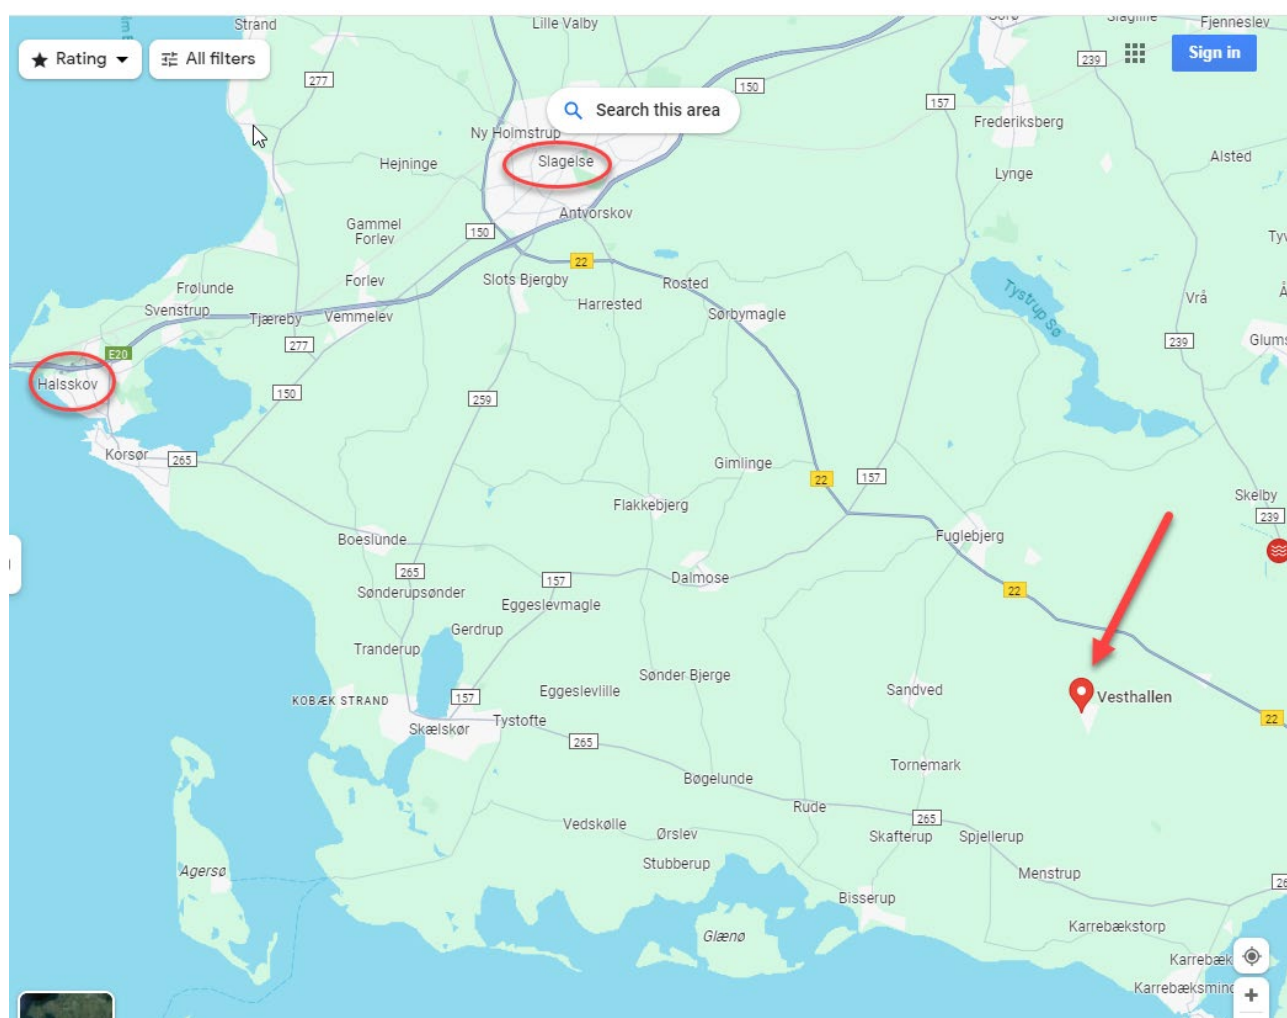 Strand
Lille Valby
Fjenneslev
Rating
All filters
239
Sign in
277
150
Search this area
157
Frederiksberg
Ny Holmstrup
Slagelse
Hejninge
Alsted
Lynge
Antvorskov
Gammel
Forlev
150
22
Slots Bjergby
Forlev
Rosted
Frølunde
Harrested
Tystrup Sø
Vrå
Svenstrup
Tjæreby
Vemmelev
Sørbymagle
277
239
E20
Halsskov
150
259
Korsør
265
Gimlinge
22
157
Flakkebjerg
Skelby
239
Boeslunde
Fuglebjerg
265
157
Dalmose
Sønderupsønder
22
Eggeslevmagle
Gerdrup
Tranderup
Sønder Bjerge
Eggeslevlille
Sandved
KOBÆK STRAND
157
Vesthallen
Tystofte
22
Skælskør
265
Tornemark
Bøgelunde
Rude
265
Vedskølle
Ørslev
Skafterup
Spjellerup
Stubberup
Agersø
Menstrup
Bisserup
Karrebækstorp
Glænø
Karrebæk